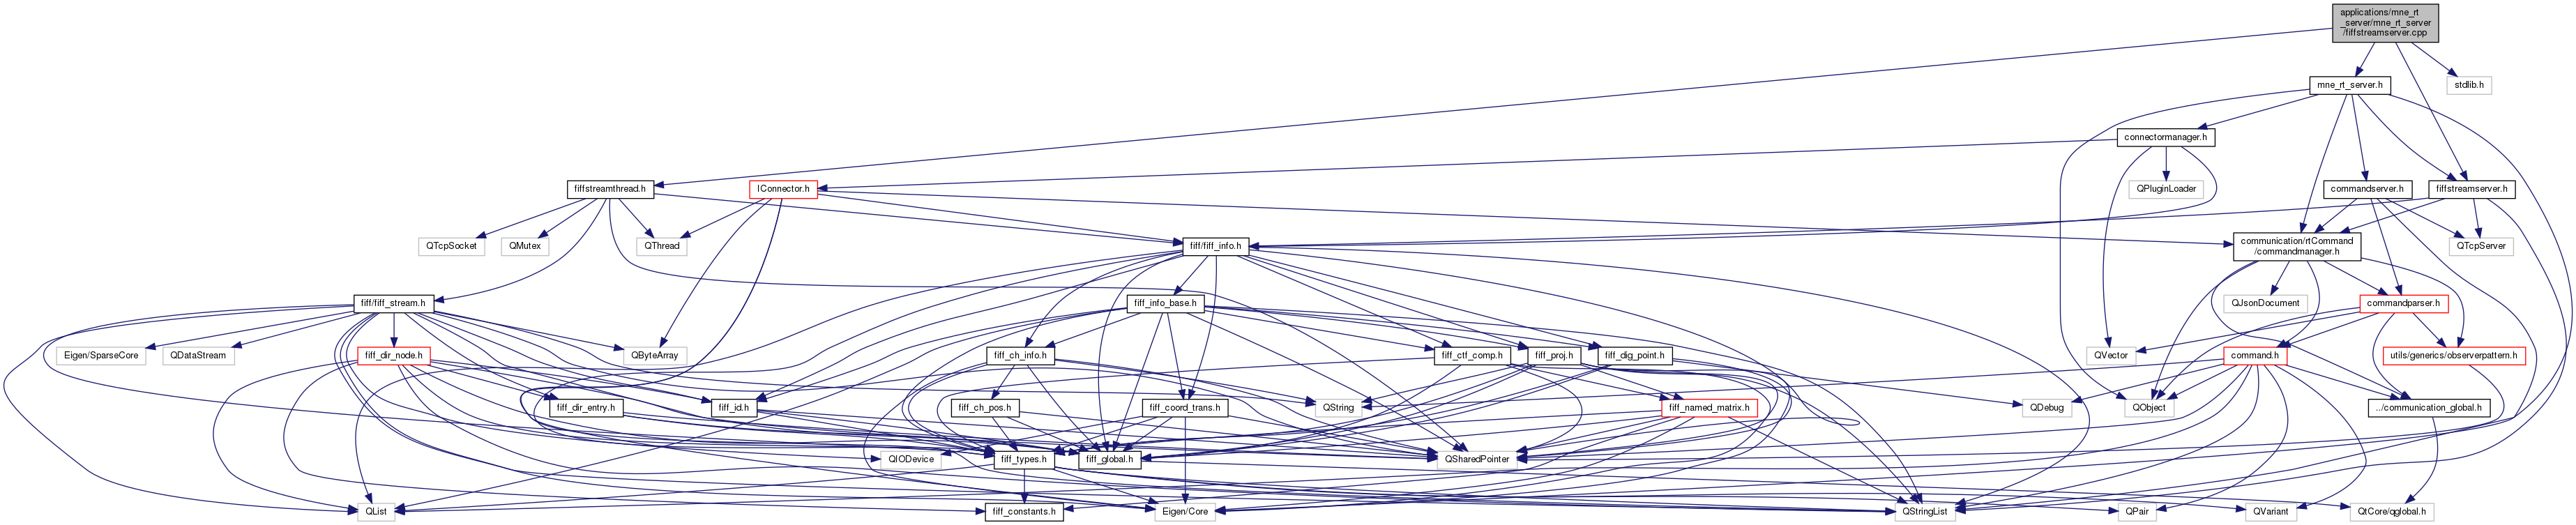 applications/mne_rt
_server/mne_rt_server
/fiffstreamserver.cpp
mne_rt_server.h
stdlib.h
connectormanager.h
fiffstreamthread.h
IConnector.h
QPluginLoader
commandserver.h
fiffstreamserver.h
QTcpSocket
QMutex
QThread
fiff/fiff_info.h
communication/rtCommand
/commandmanager.h
QTcpServer
fiff/fiff_stream.h
fiff_info_base.h
QJsonDocument
commandparser.h
Eigen/SparseCore
QDataStream
fiff_dir_node.h
QByteArray
fiff_ch_info.h
fiff_ctf_comp.h
fiff_proj.h
fiff_dig_point.h
QVector
command.h
utils/generics/observerpattern.h
fiff_dir_entry.h
fiff_id.h
fiff_ch_pos.h
QString
fiff_coord_trans.h
fiff_named_matrix.h
QDebug
QObject
../communication_global.h
QIODevice
fiff_types.h
fiff_global.h
QSharedPointer
QList
fiff_constants.h
Eigen/Core
QStringList
QPair
QVariant
QtCore/qglobal.h